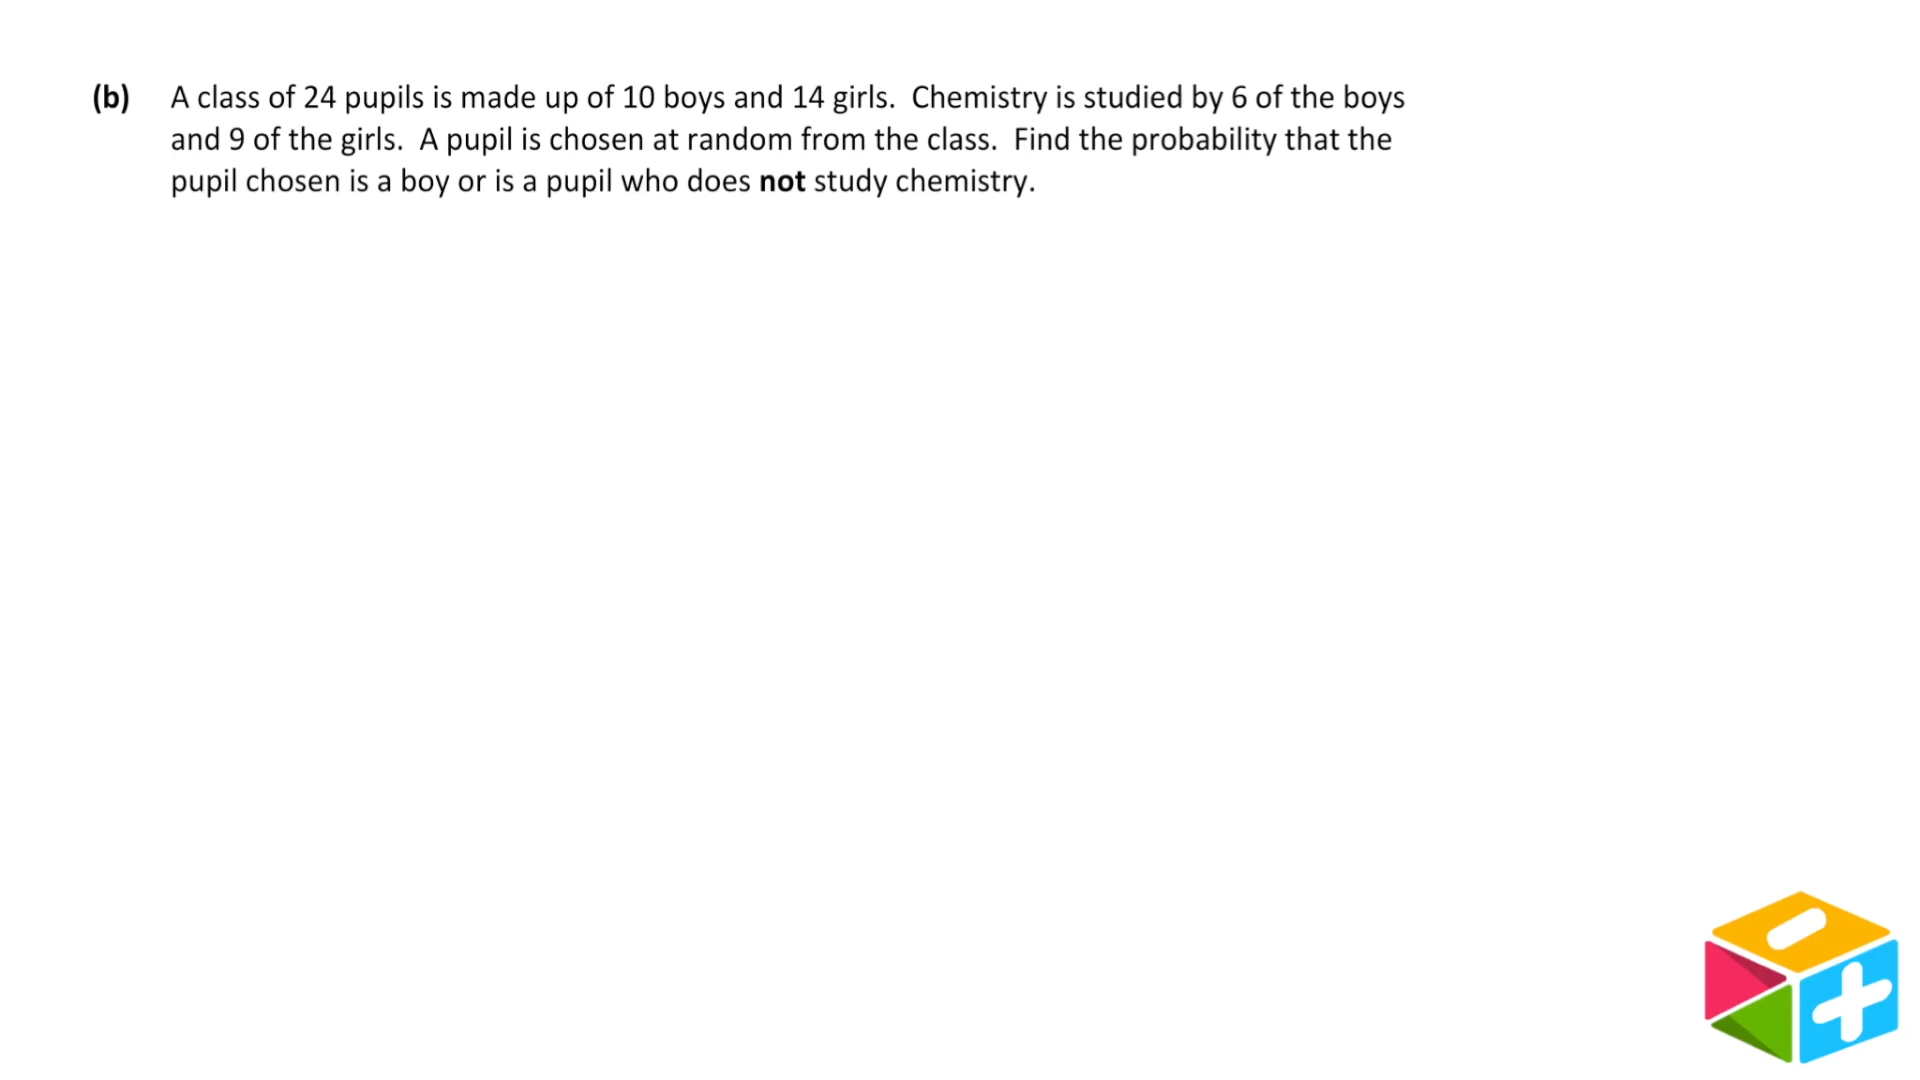 (b) A class of 24 pupils is made up of 10 boys and 14 girls. Chemistry is studied by 6 of the boys
and 9 of the girls. A pupil is chosen at random from the class. Find the probability that the
pupil chosen is a boy or is a pupil who does not study chemistry.